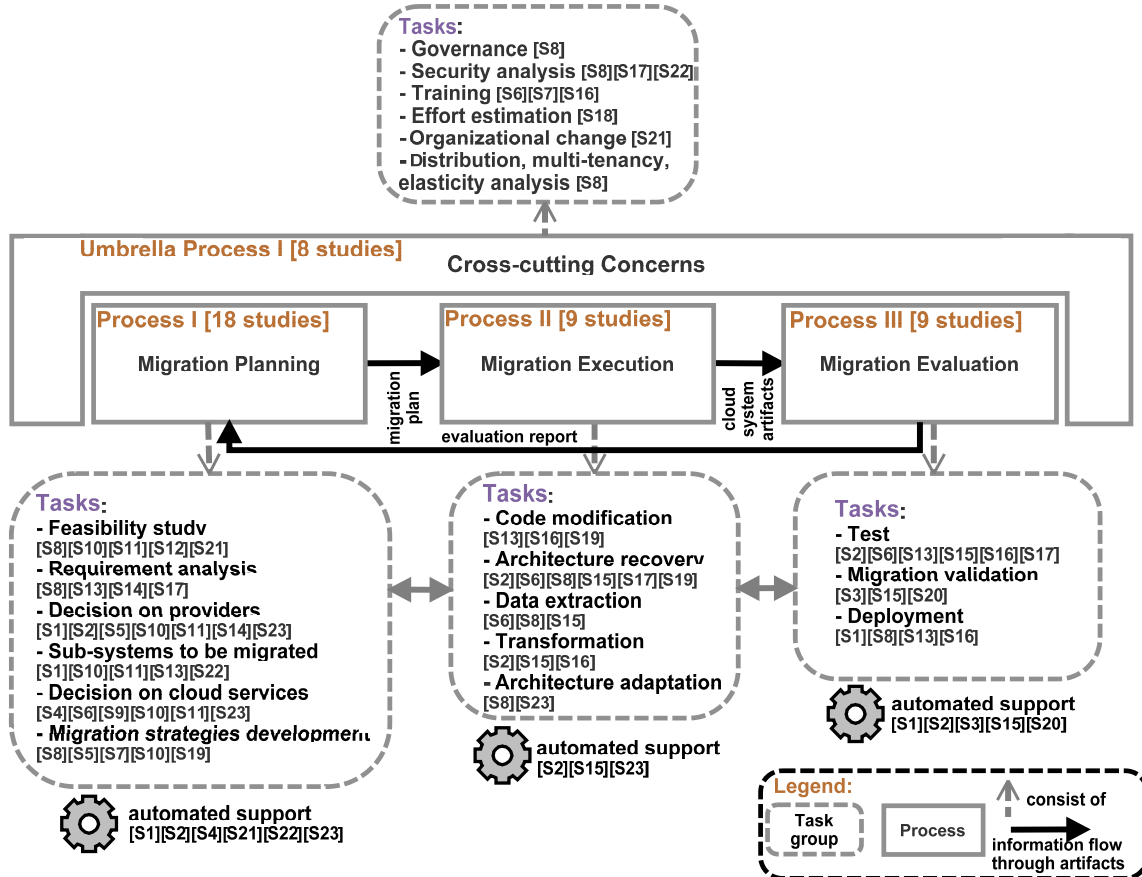 Tasks:
- Governance [S8]
- Security analysis [S8][S17][S22]
- Training [S6][S7][S16]
- Effort estimation [S18]
- Organizational change [S21]
- Distribution, multi-tenancy,
elasticity analysis [S8]
Umbrella Process I [8 studies]
Cross-cutting Concerns
Process I [18 studies]
Migration Planning
migration
plan
Process II [9 studies]
Migration Execution
cloud
system
artifacts
Process III [9 studies]
Migration Evaluation
evaluation report
Tasks:
- Feasibility study
[S8][S10][S11][S12][S21]
- Requirement analysis
[S8][S13][S14][S17]
- Decision on providers
[S1][S2][S5][S10][S11][S14][S23]
- Sub-systems to be migrated
[S1][S10][S11][S13][S22]
- Decision on cloud services
[S4][S6][S9][S10][S11][S23]
- Migration strategies development
[S8][S5][S7][S10][S19]
automated support
[S1][S2][S4][S21][S22][S23]
Tasks:
- Code modification
[S13][S16][S19]
- Architecture recovery
[S2][S6][S8][S15][S17][S19]
- Data extraction
[S6][S8][S15]
- Transformation
[S2][S15][S16]
- Architecture adaptation
[S8][S23]
automated support
[S2][S15][S23]
Tasks:
- Test
[S2][S6][S13][S15][S16][S17]
- Migration validation
[S3][S15][S20]
- Deployment
[S1][S8][S13][S16]
automated support
[S1][S2][S3][S15][S20]
Legend:
Task
group
Process
consist of
information flow
through artifacts